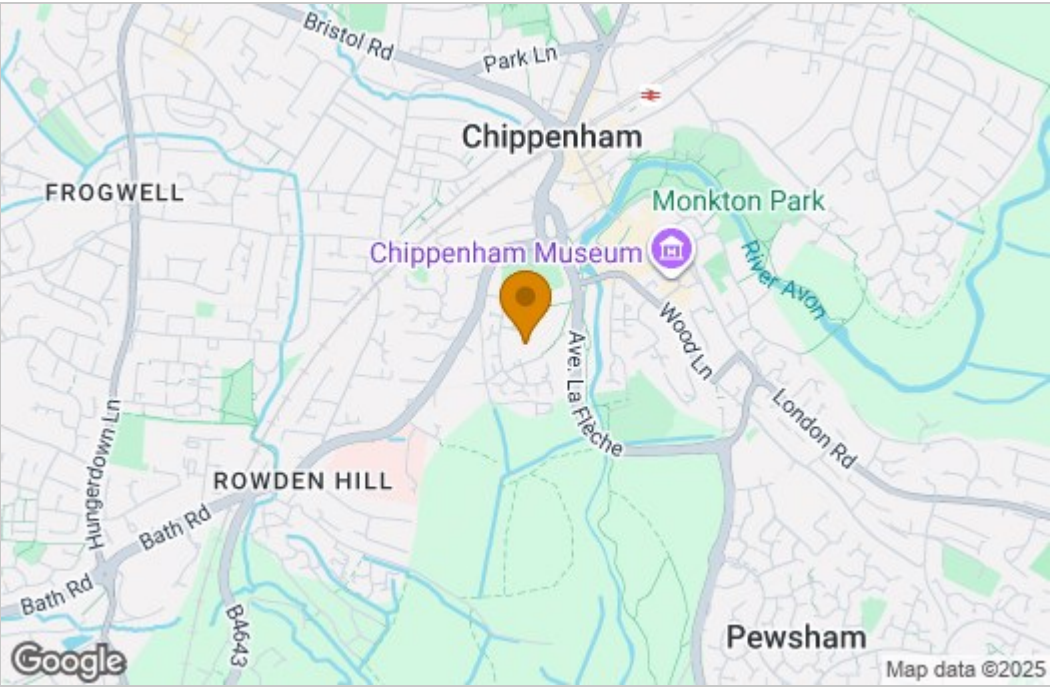 Bristol Rd
Park Ln
Chippenham
FROGWELL
Monkton Park
Chippenham Museum
River Avon
Wood Ln
Ave. La Flèche
London Rd
Hungerdown Ln
ROWDEN HILL
Bath Rd
Bath Rd
B4643
Pewsham
Google
Map data ©2025